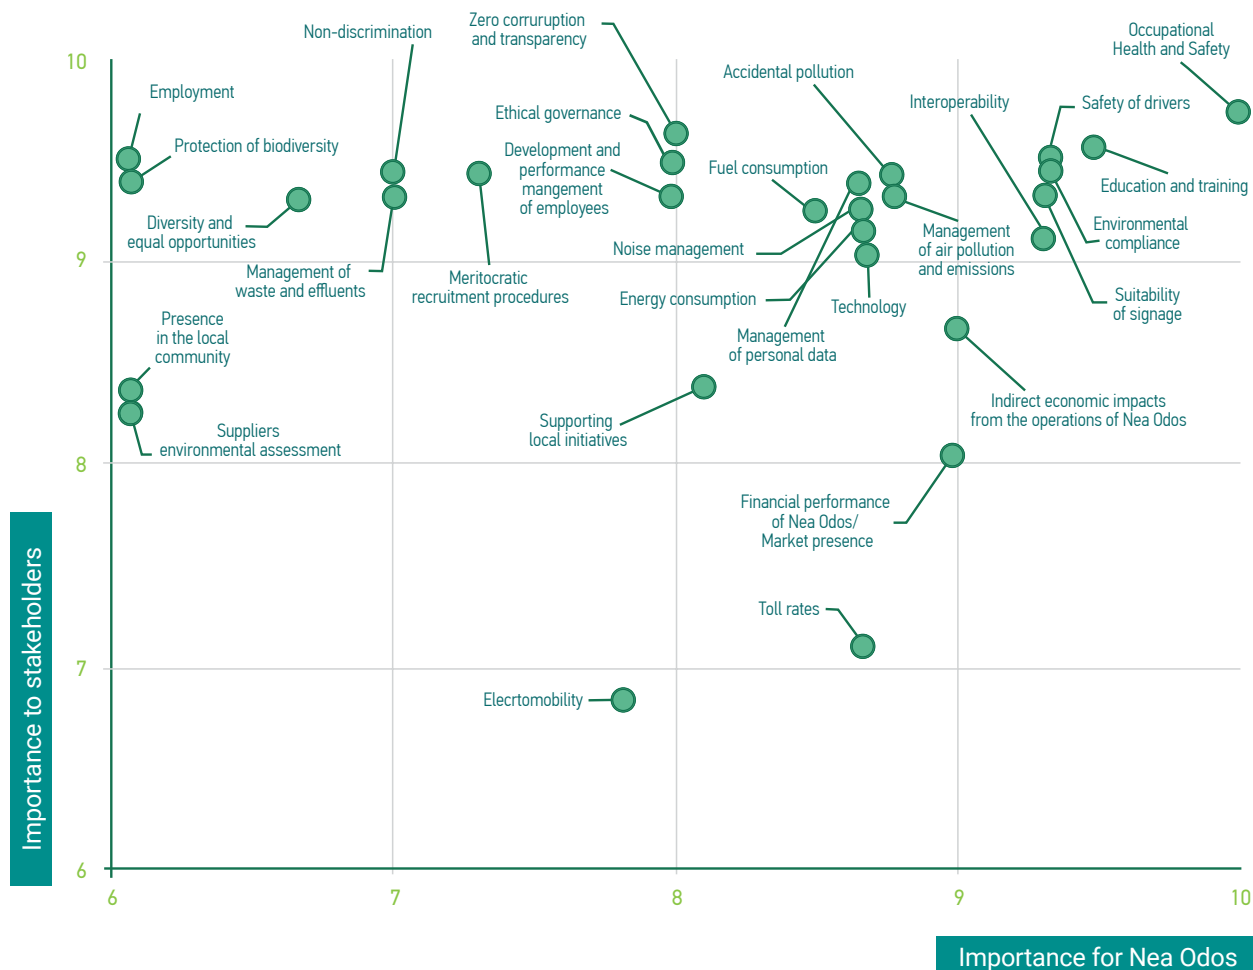 Non-discrimination
Zero corruruption
and transparency
Occupational
Health and Safety
10
Employment
Accidental pollution
Interoperability
Safety of drivers
Ethical governance
Protection of biodiversity
Development and
performance
mangement
of employees
Fuel consumption
Education and training
Diversity and
equal opportunities
Noise management
Management
of air pollution
and emissions
Environmental
compliance
9
Management of
waste and effluents
Meritocratic
recruitment procedures
Energy consumption
Technology
Suitability
of signage
Presence
in the local
community
Management
of personal data
Supporting
local initiatives
Indirect economic impacts
from the operations of Nea Odos
Suppliers
environmental assessment
8
Financial performance
of Nea Odos/
Market presence
Toll rates
7
Elecrtomobility
Importance to stakeholders
6
6
7
8
9
10
Importance for Nea Odos